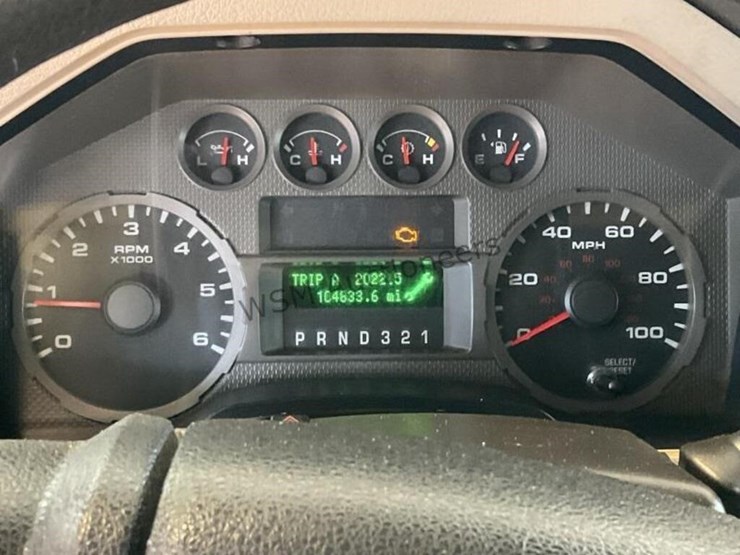 L H
C H
C H
E F
0 1 2 3 4 5 6
RPM
X1000
TRIP A 2022.5
104833.6 mi
P R N D 3 2 1
0 20 40 60 80 100
MPH
SELECT/
RESET